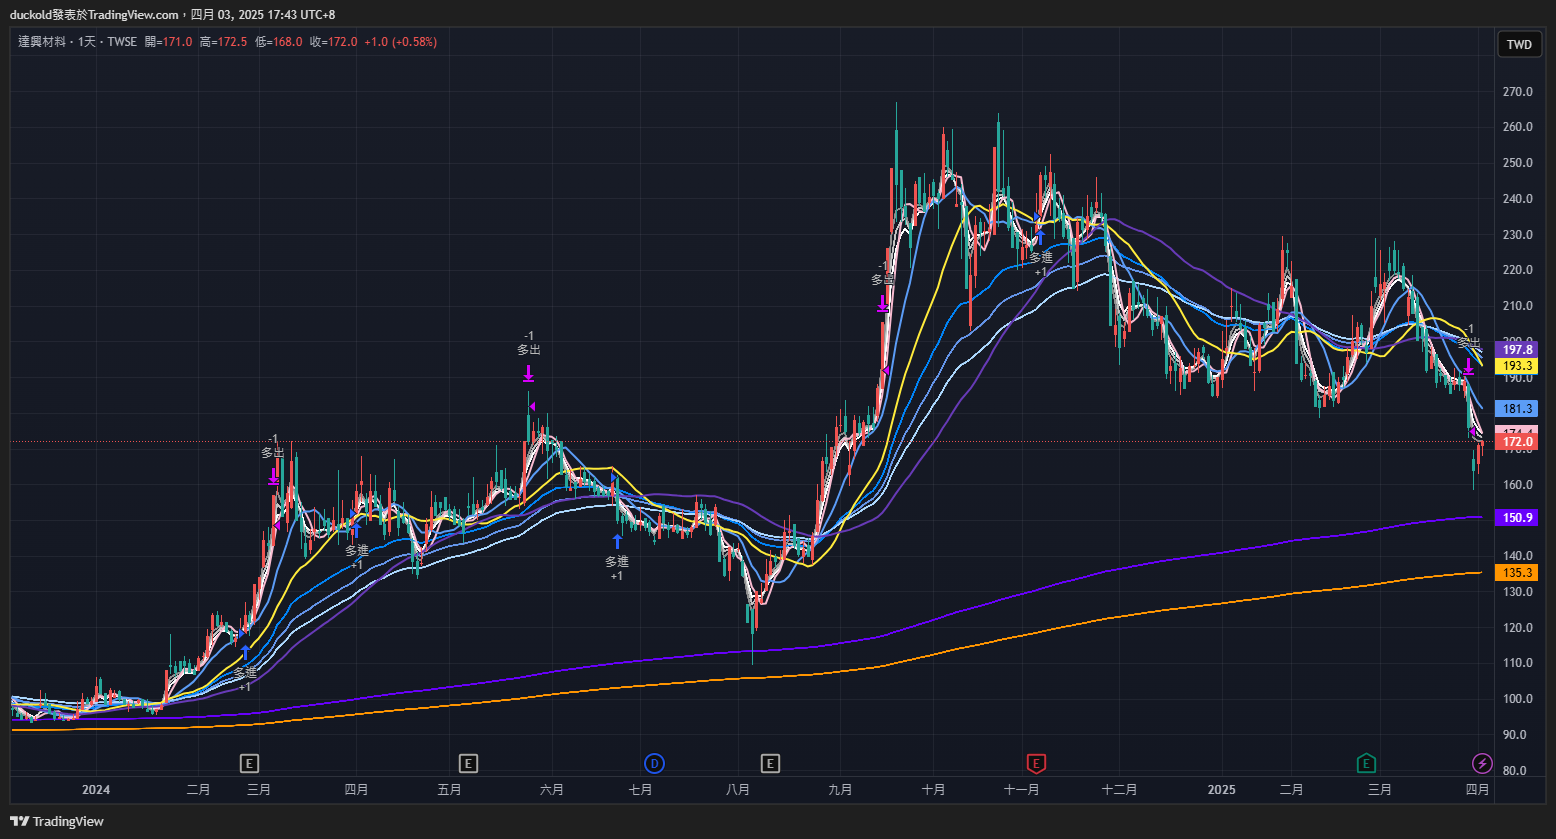 duckold發表於TradingView.com，四月 03, 2025 17:43 UTC+8
達興材料 · 1天 · TWSE 開=171.0 高=172.5 低=168.0 收=172.0 +1.0 (+0.58%)
TWD
270.0
260.0
250.0
240.0
230.0
220.0
210.0
200.0
197.8
193.3
190.0
181.3
174.4
172.0
170.0
160.0
150.9
140.0
135.3
130.0
120.0
110.0
100.0
90.0
80.0
-1
多出
-1
多出
-1
多出
-1
多出
多進
+1
多進
+1
多進
+1
多進
+1
E
E
D
E
E
E
2024
二月
三月
四月
五月
六月
七月
八月
九月
十月
十一月
十二月
2025
二月
三月
四月
TradingView